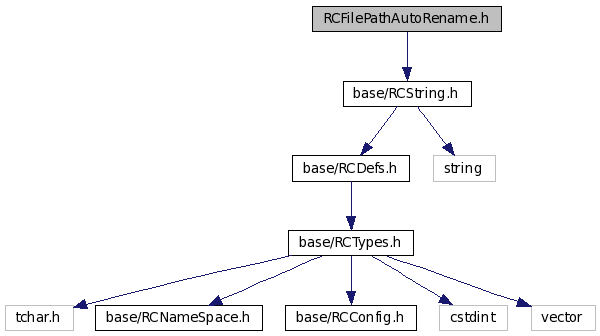 RCFilePathAutoRename.h
base/RCString.h
base/RCDefs.h
string
base/RCTypes.h
tchar.h
base/RCNameSpace.h
base/RCConfig.h
cstdint
vector